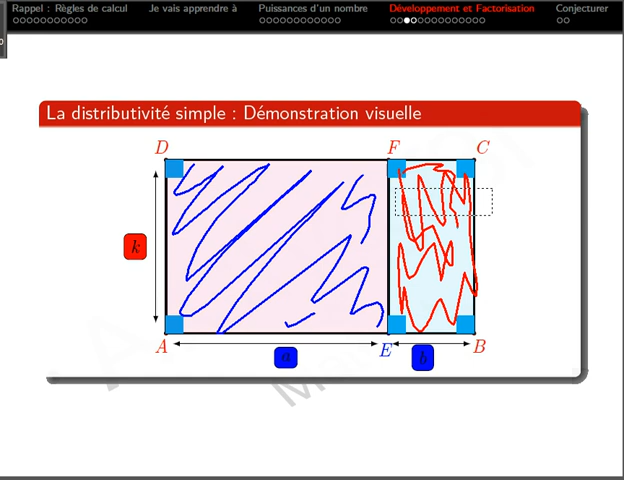 Rappel : Règles de calcul Je vais apprendre à Puissances d'un nombre Développement et Factorisation Conjecturer
La distributivité simple : Démonstration visuelle
D F C
k
A E B
a b